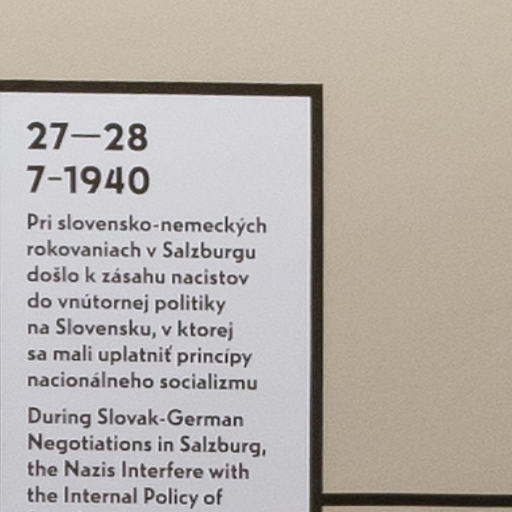 27—28
7-1940
Pri slovensko-nemeckých
rokovaniach v Salzburgu
došlo k zásahu nacistov
do vnútornej politiky
na Slovensku, v ktorej
sa mali uplatniť princípy
nacionálneho socializmu
During Slovak-German
Negotiations in Salzburg,
the Nazis Interfere with
the Internal Policy of